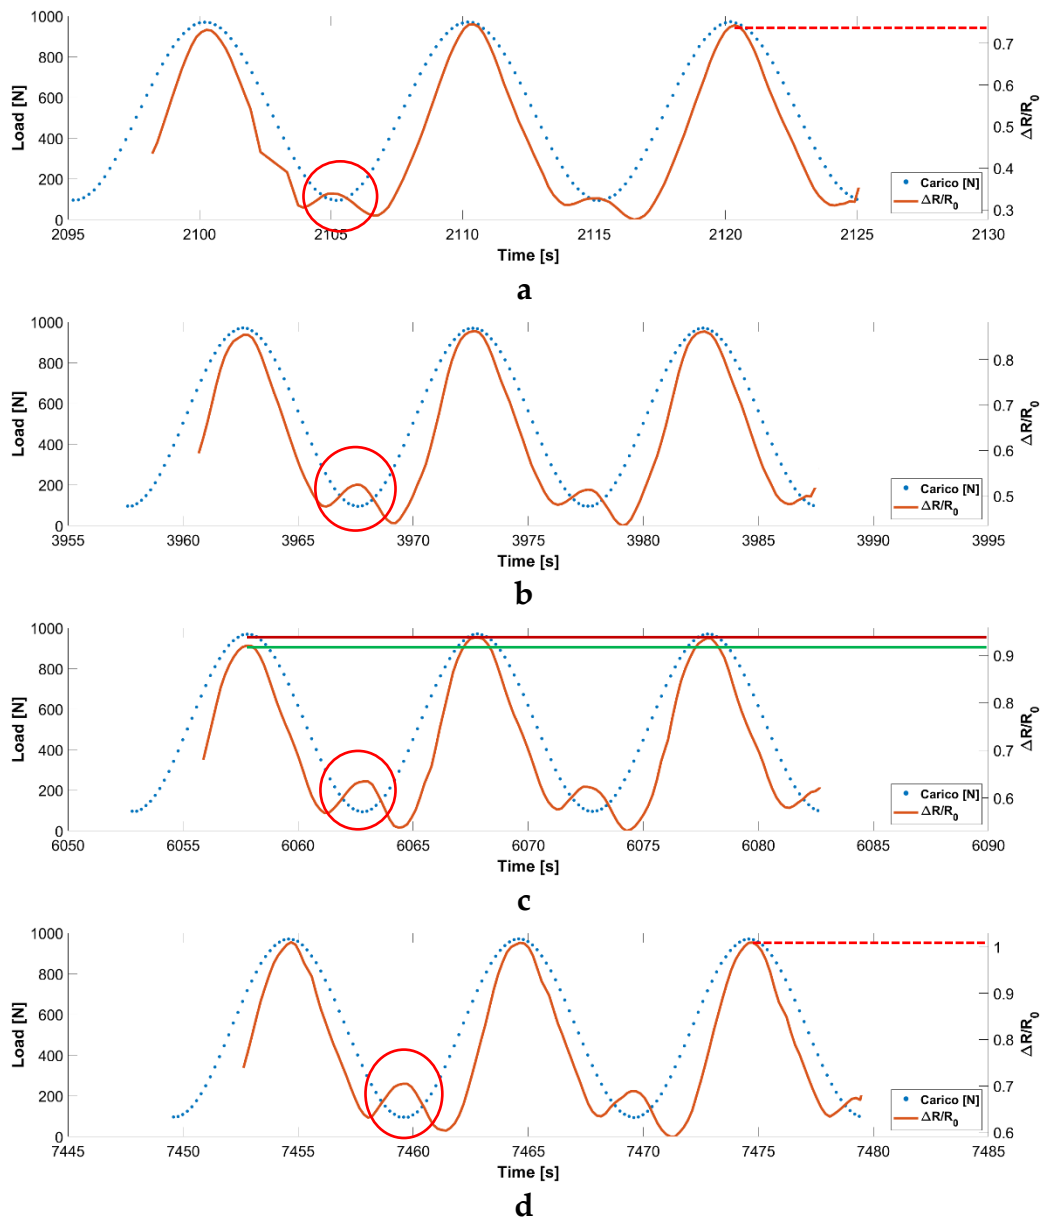 1000
800
600
400
200
0
Load [N]
0.7
0.6
0.5
0.4
0.3
ΔR/R0
Carico [N]
ΔR/R0
2095 2100 2105 2110 2115 2120 2125 2130
Time [s]
a
1000
800
600
400
200
0
Load [N]
0.8
0.7
0.6
0.5
ΔR/R0
Carico [N]
ΔR/R0
3955 3960 3965 3970 3975 3980 3985 3990 3995
Time [s]
b
1000
800
600
400
200
0
Load [N]
0.9
0.8
0.7
0.6
ΔR/R0
Carico [N]
ΔR/R0
6050 6055 6060 6065 6070 6075 6080 6085 6090
Time [s]
c
1000
800
600
400
200
0
Load [N]
1
0.9
0.8
0.7
0.6
ΔR/R0
Carico [N]
ΔR/R0
7445 7450 7455 7460 7465 7470 7475 7480 7485
Time [s]
d